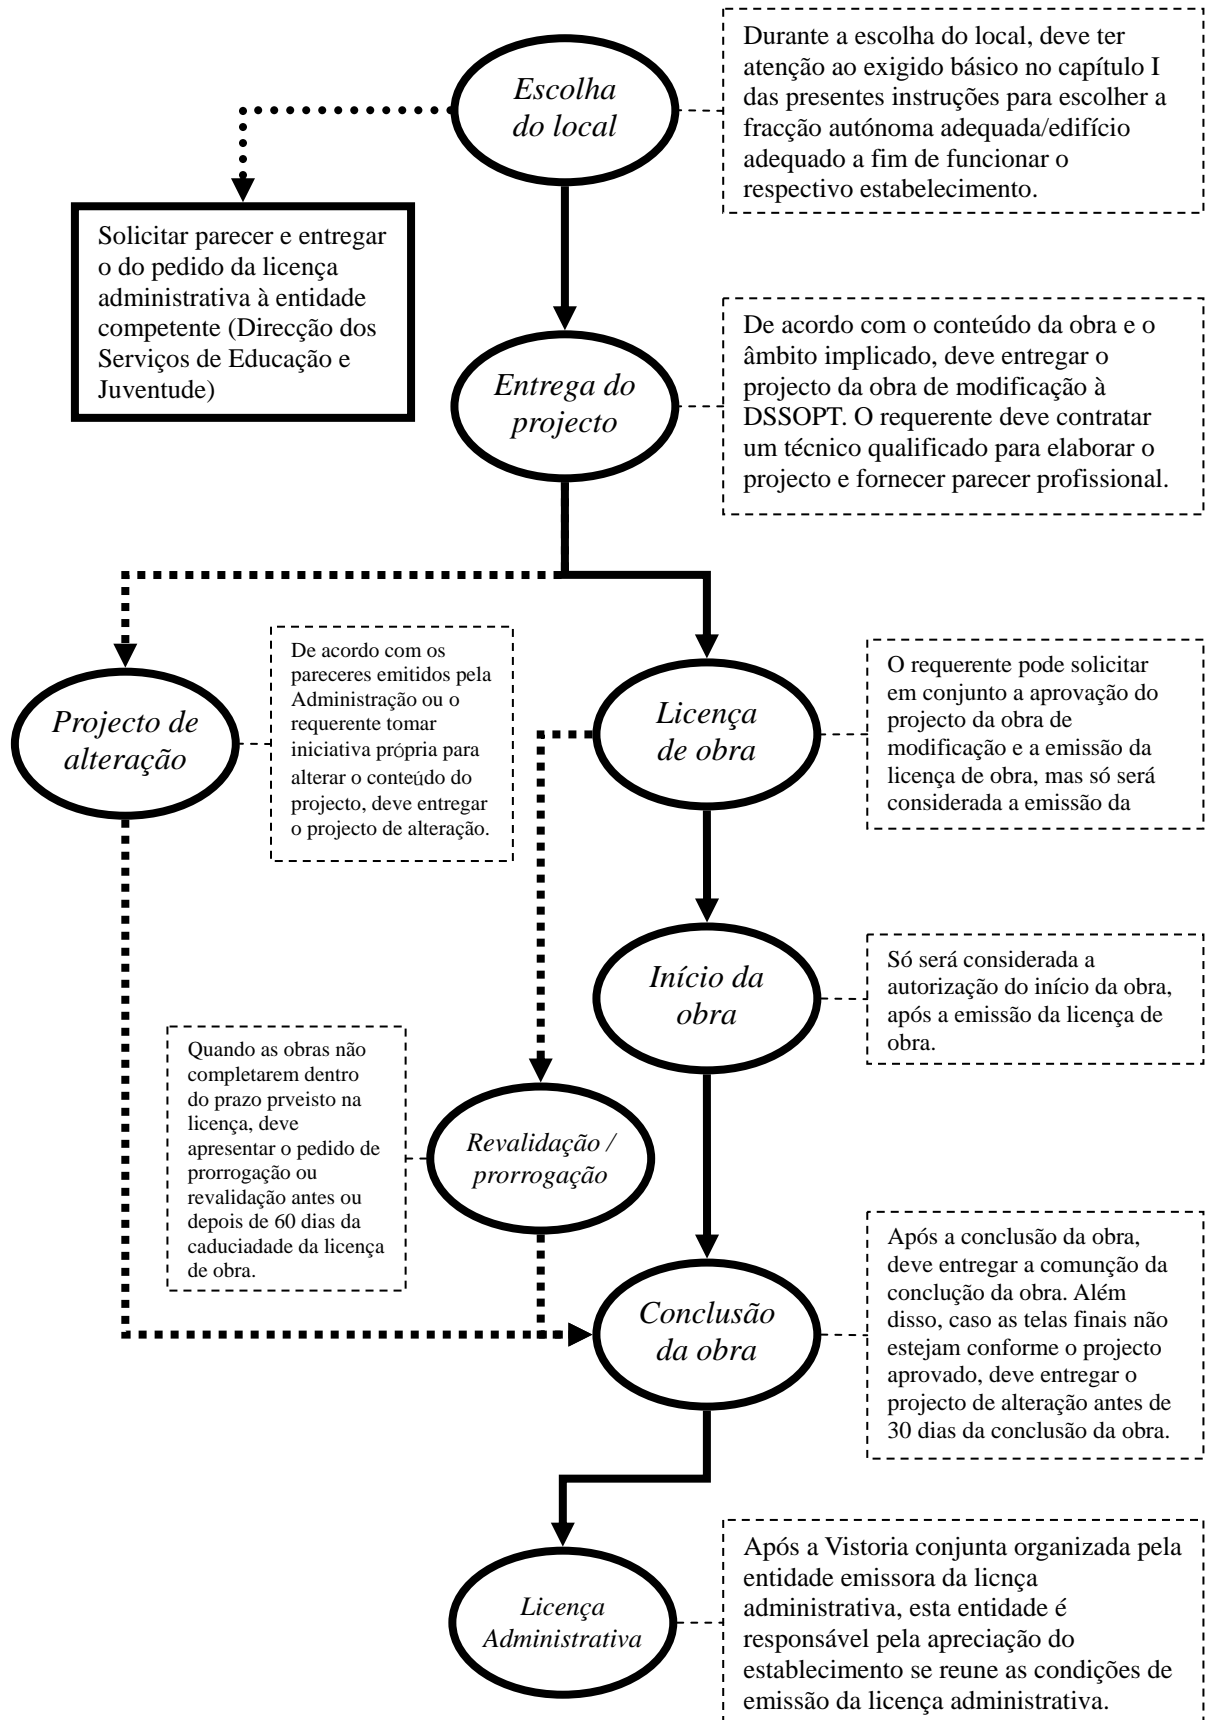 Escolha
do local
Durante a escolha do local, deve ter
atenção ao exigido básico no capítulo I
das presentes instruções para escolher a
fracção autónoma adequada/edifício
adequado a fim de funcionar o
respectivo estabelecimento.
Solicitar parecer e entregar
o do pedido da licença
administrativa à entidade
competente (Direcção dos
Serviços de Educação e
Juventude)
Entrega do
projecto
De acordo com o conteúdo da obra e o
âmbito implicado, deve entregar o
projecto da obra de modificação à
DSSOPT. O requerente deve contratar
um técnico qualificado para elaborar o
projecto e fornecer parecer profissional.
Projecto de
alteração
De acordo com os
pareceres emitidos pela
Administração ou o
requerente tomar
iniciativa própria para
alterar o conteúdo do
projecto, deve entregar
o projecto de alteração.
Licença
de obra
O requerente pode solicitar
em conjunto a aprovação do
projecto da obra de
modificação e a emissão da
licença de obra, mas só será
considerada a emissão da
Início da
obra
Só será considerada a
autorização do início da obra,
após a emissão da licença de
obra.
Quando as obras não
completarem dentro
do prazo prveisto na
licença, deve
apresentar o pedido de
prorrogação ou
revalidação antes ou
depois de 60 dias da
caduciadade da licença
de obra.
Revalidação /
prorrogação
Conclusão
da obra
Após a conclusão da obra,
deve entregar a comunção da
conclução da obra. Além
disso, caso as telas finais não
estejam conforme o projecto
aprovado, deve entregar o
projecto de alteração antes de
30 dias da conclusão da obra.
Licença
Administrativa
Após a Vistoria conjunta organizada pela
entidade emissora da licnça
administrativa, esta entidade é
responsável pela apreciação do
establecimento se reune as condições de
emissão da licença administrativa.